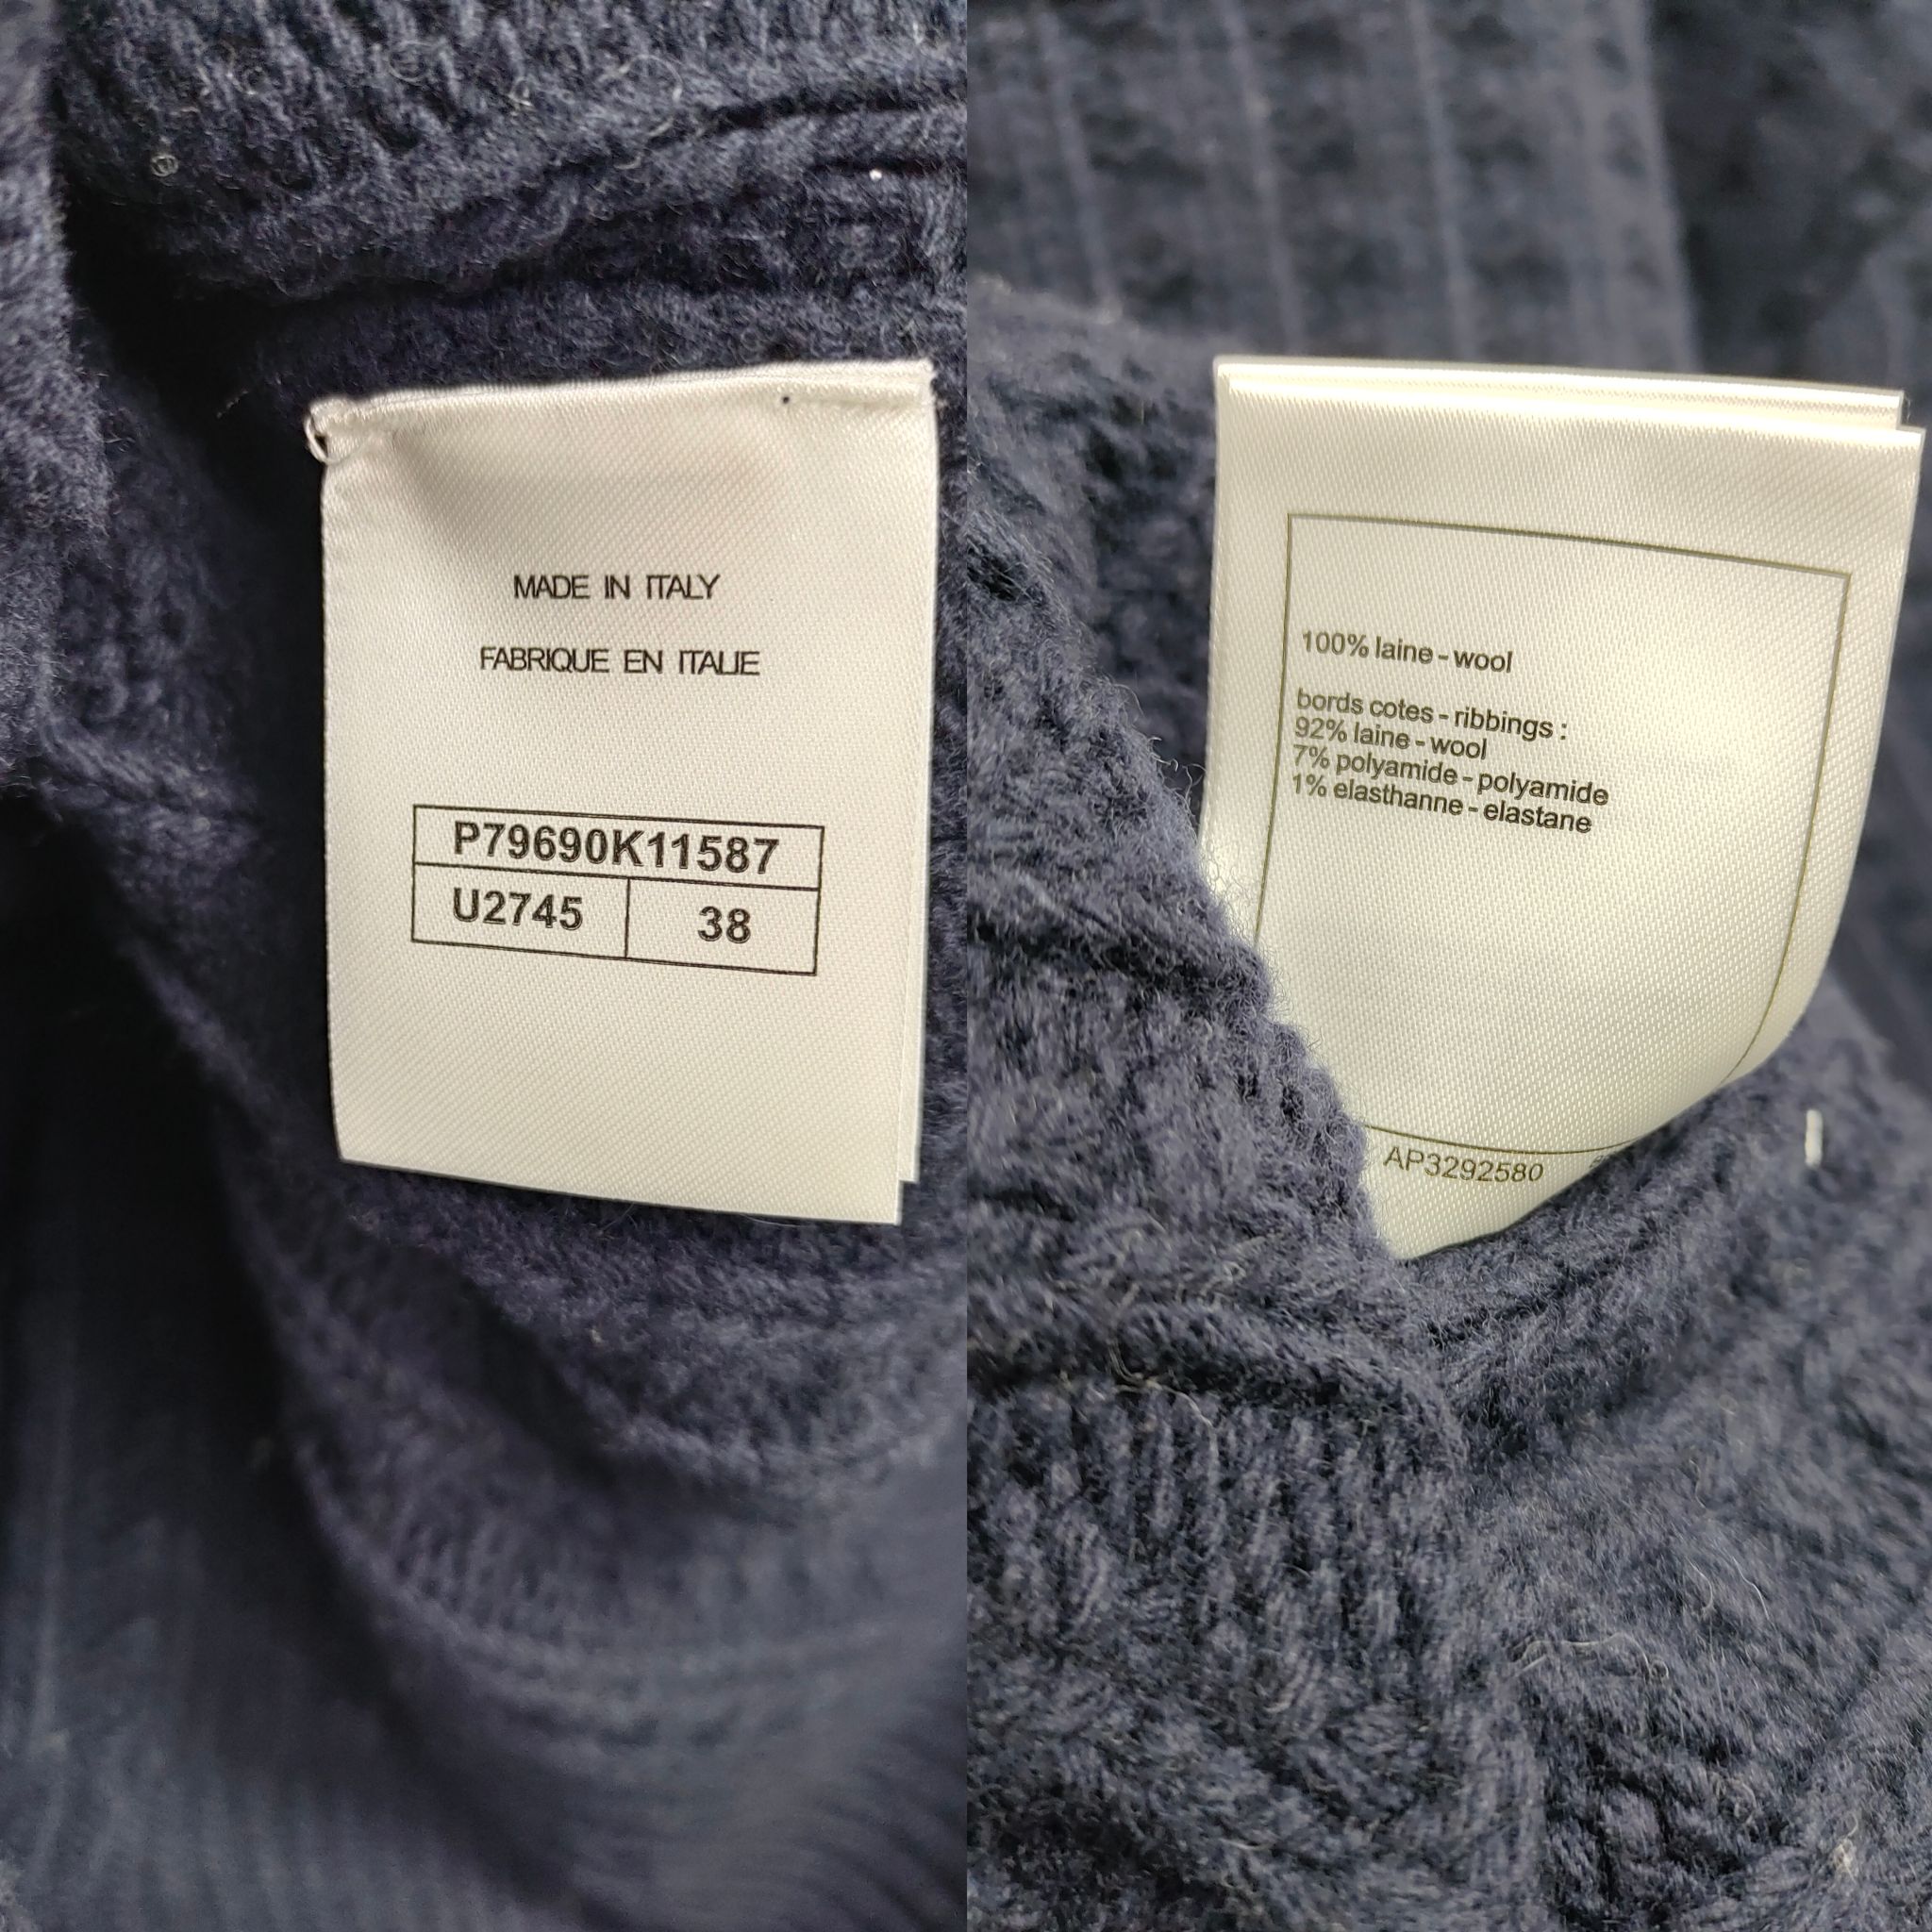 MADE IN ITALY
FABRIQUE EN ITALIE
P79690K11587
U2745 38
100% laine - wool
bords cotes - ribbings :
92% laine - wool
7% polyamide - polyamide
1% elasthanne - elastane
AP3292580